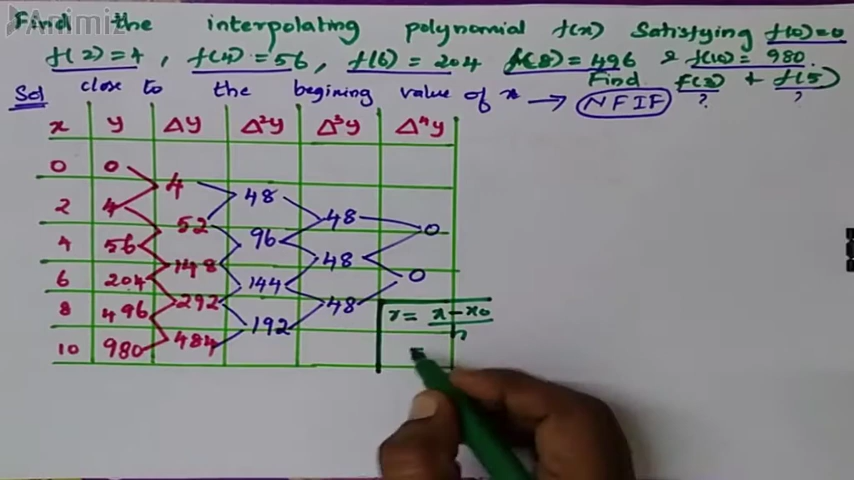 Animiz
Find the interpolating polynomial f(x) Satisfying f(0)=0
f(2)=4, f(4)=56, f(6)=204 f(8)=496 & f(10)=980.
Find f(3) + f(5)
Sol close to the begining value of x → NFIF ? ?
x y Δy Δ²y Δ³y Δ⁴y
0 0
4
48
2 4 48
52 0
4 56 96 48
148 0
6 204 144
8 496 292 48 r = x-x₀
192 h
10 980 484 =